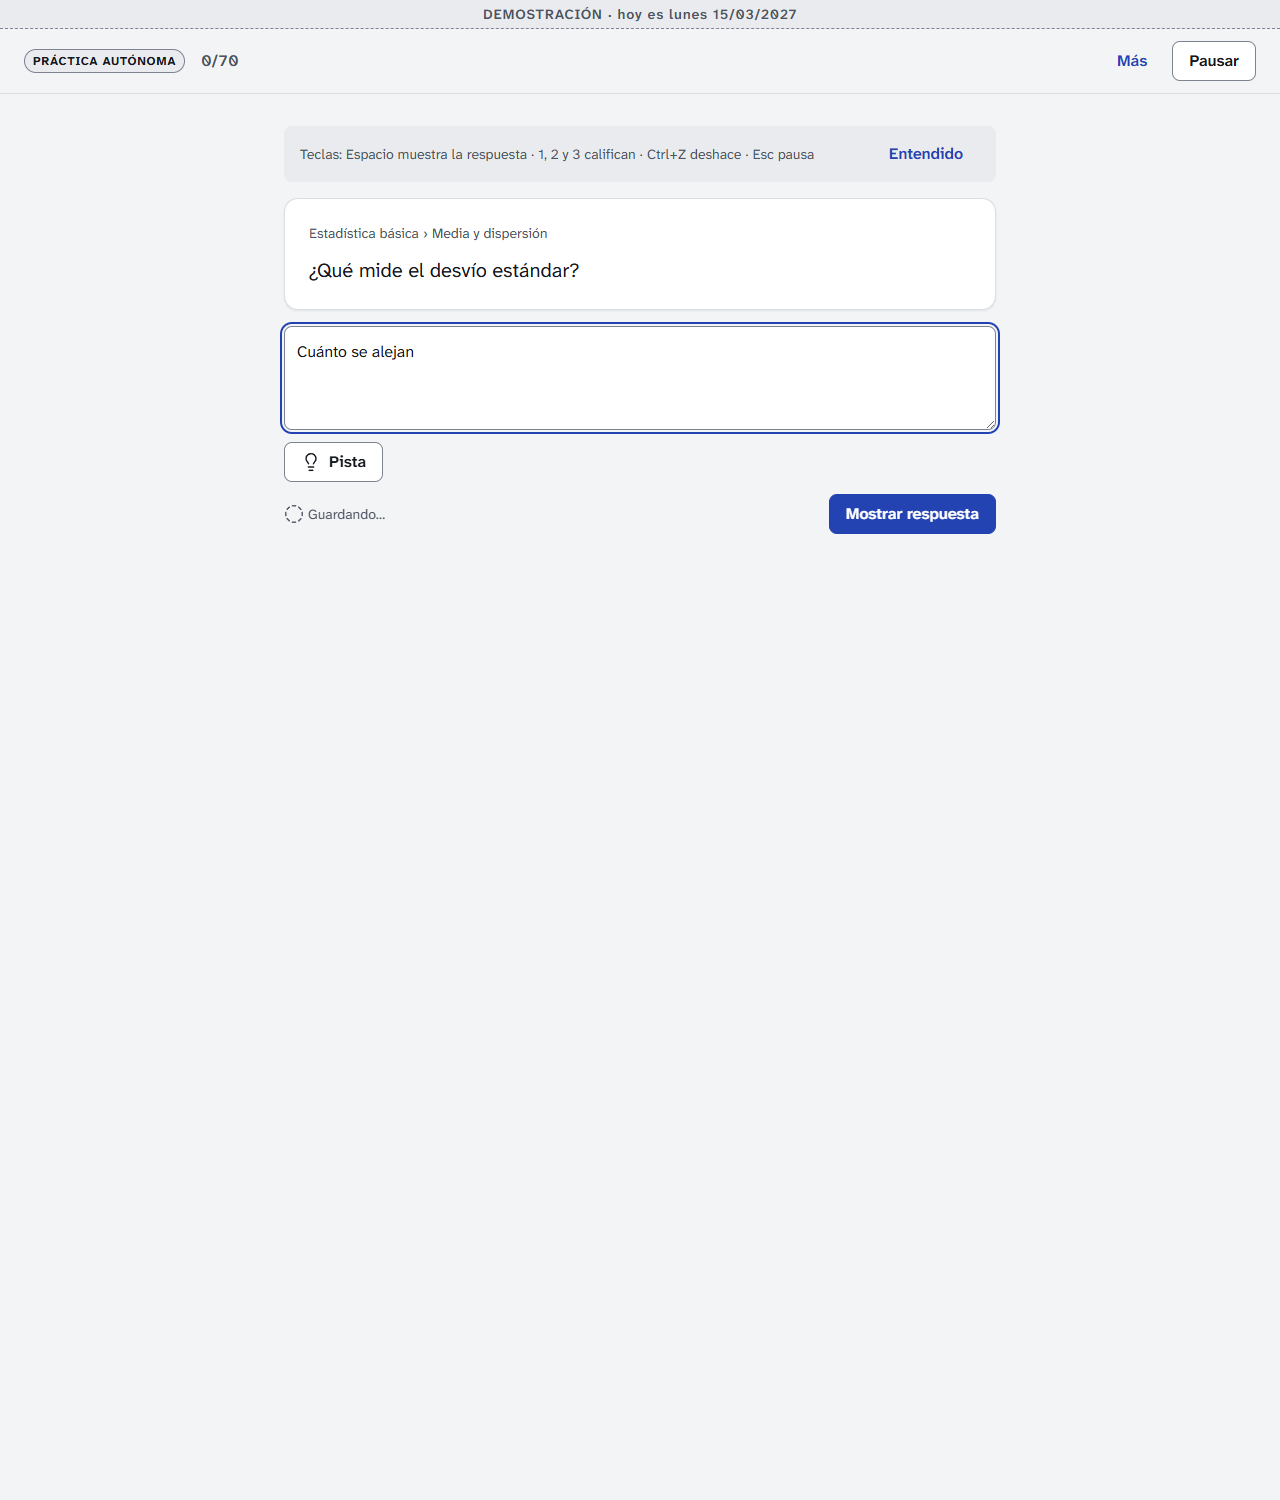 DEMOSTRACIÓN · hoy es lunes 15/03/2027
PRÁCTICA AUTÓNOMA 0/70 Más Pausar
Teclas: Espacio muestra la respuesta · 1, 2 y 3 califican · Ctrl+Z deshace · Esc pausa Entendido
Estadística básica › Media y dispersión
¿Qué mide el desvío estándar?
Cuánto se alejan
Pista
Guardando... Mostrar respuesta